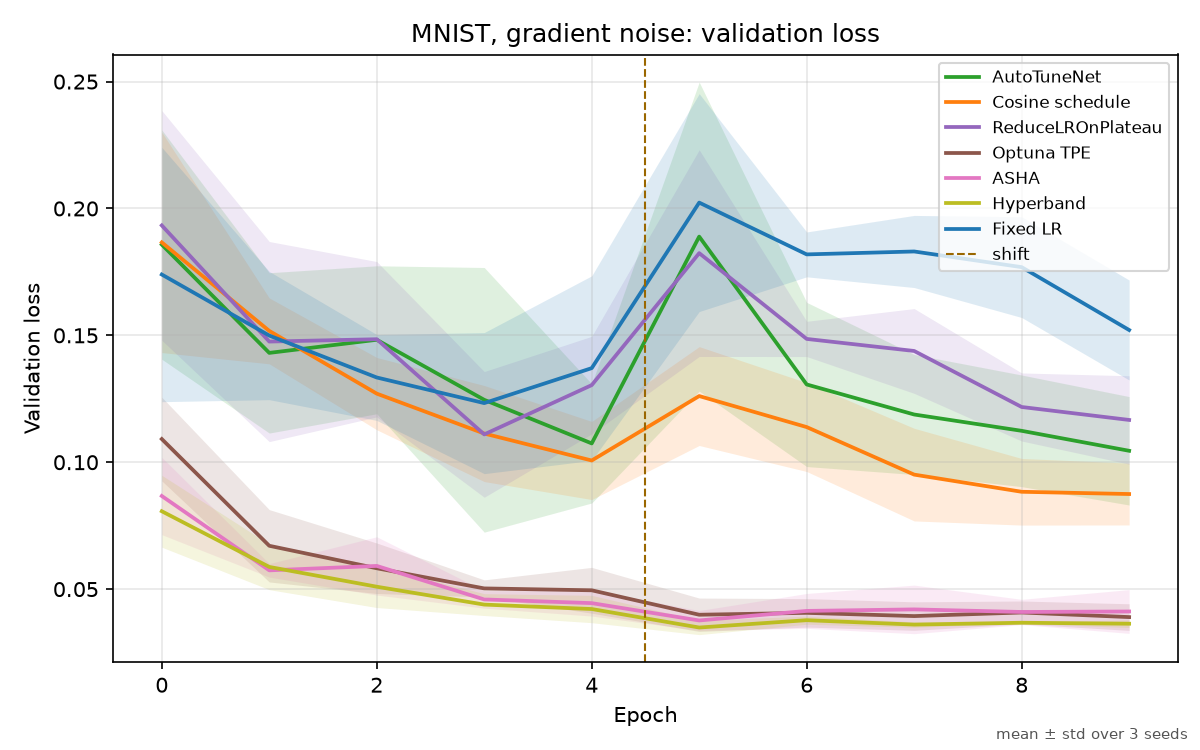 MNIST, gradient noise: validation loss
Validation loss
0.25
0.20
0.15
0.10
0.05
0
2
4
6
8
Epoch
AutoTuneNet
Cosine schedule
ReduceLROnPlateau
Optuna TPE
ASHA
Hyperband
Fixed LR
shift
mean ± std over 3 seeds